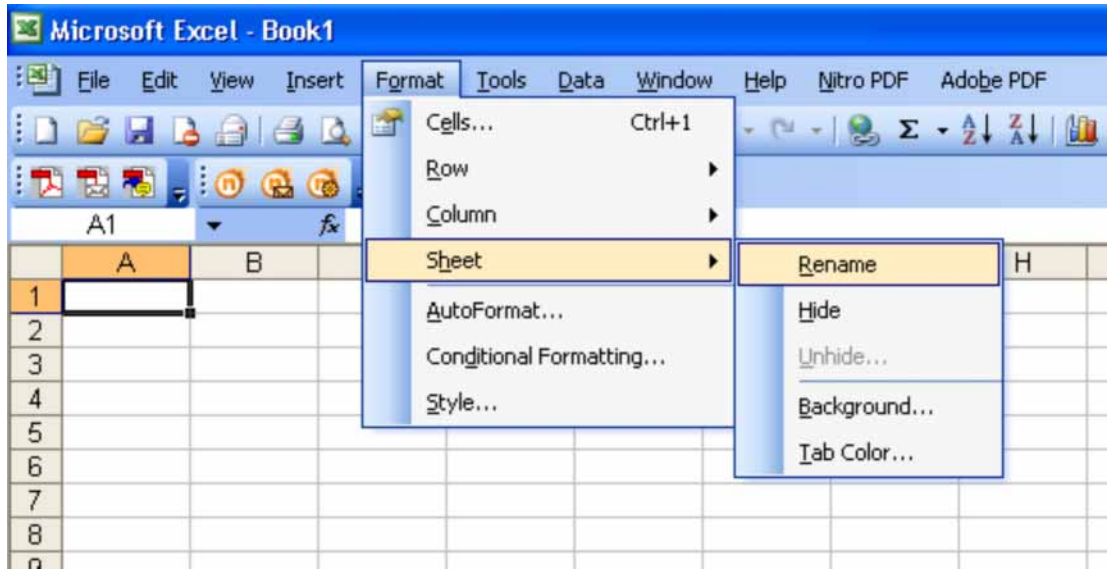 Microsoft Excel - Book1
File Edit View Insert Format Tools Data Window Help Nitro PDF Adobe PDF
Cells... Ctrl+1
Σ A Z Z A
Row
Column
A1 fx
Sheet
A B H
Rename
1
AutoFormat...
Hide
2
Conditional Formatting...
Unhide...
3
Style...
4
Background...
5
Tab Color...
6
7
8
9